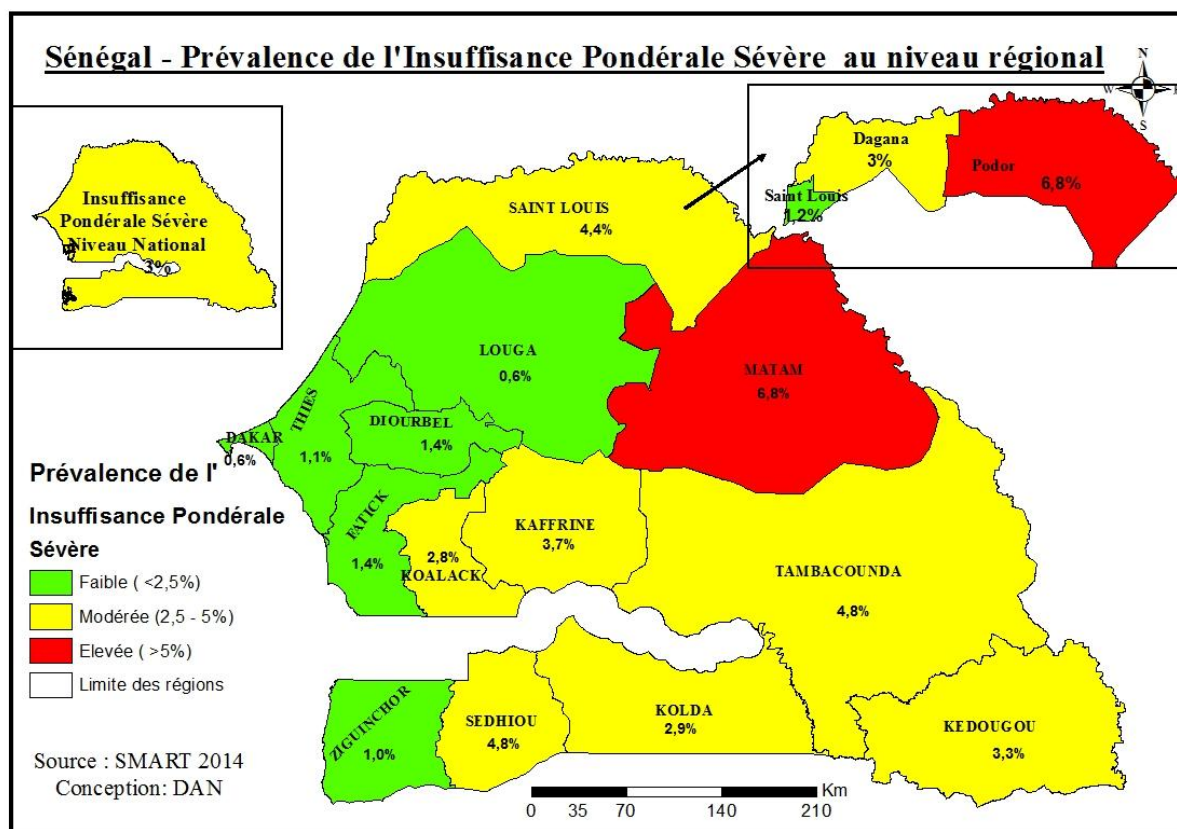 Sénégal - Prévalence de l'Insuffisance Pondérale Sévère au niveau régional
N
W
E
S
Insuffisance
Pondérale Sévère
Niveau National
3%
Dagana
3%
Podor
6,8%
Saint Louis
1,2%
SAINT LOUIS
4,4%
LOUGA
0,6%
MATAM
6,8%
THIES
1,1%
DIOURBEL
1,4%
DAKAR
0,6%
FATICK
1,4%
2,8%
KOALACK
KAFFRINE
3,7%
TAMBACOUNDA
4,8%
ZIGUINCHOR
1,0%
SEDHIOU
4,8%
KOLDA
2,9%
KEDOUGOU
3,3%
Prévalence de l'
Insuffisance Pondérale
Sévère
Faible ( <2,5%)
Modérée (2,5 - 5%)
Elevée ( >5%)
Limite des régions
Source : SMART 2014
Conception: DAN
Km
0 35 70 140 210